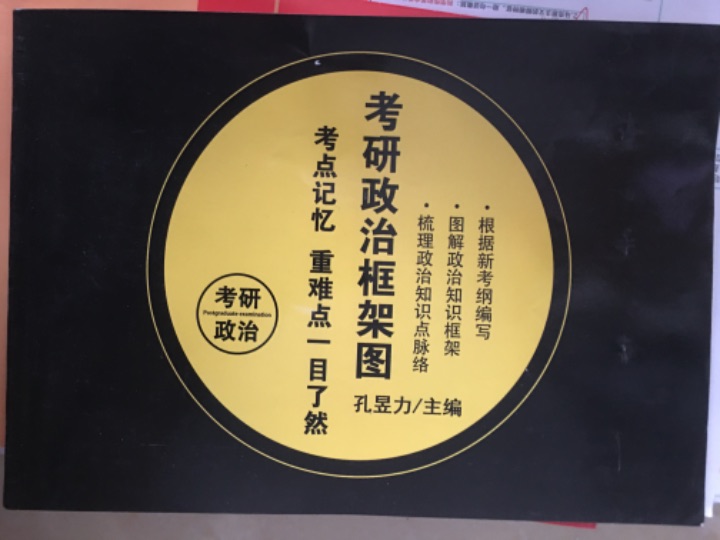 · 根据新考纲编写
· 图解政治知识框架
· 梳理政治知识点脉络
考研政治框架图
考点记忆 重难点一目了然
孔昱力/主编
考研
Postgraduate examination
政治